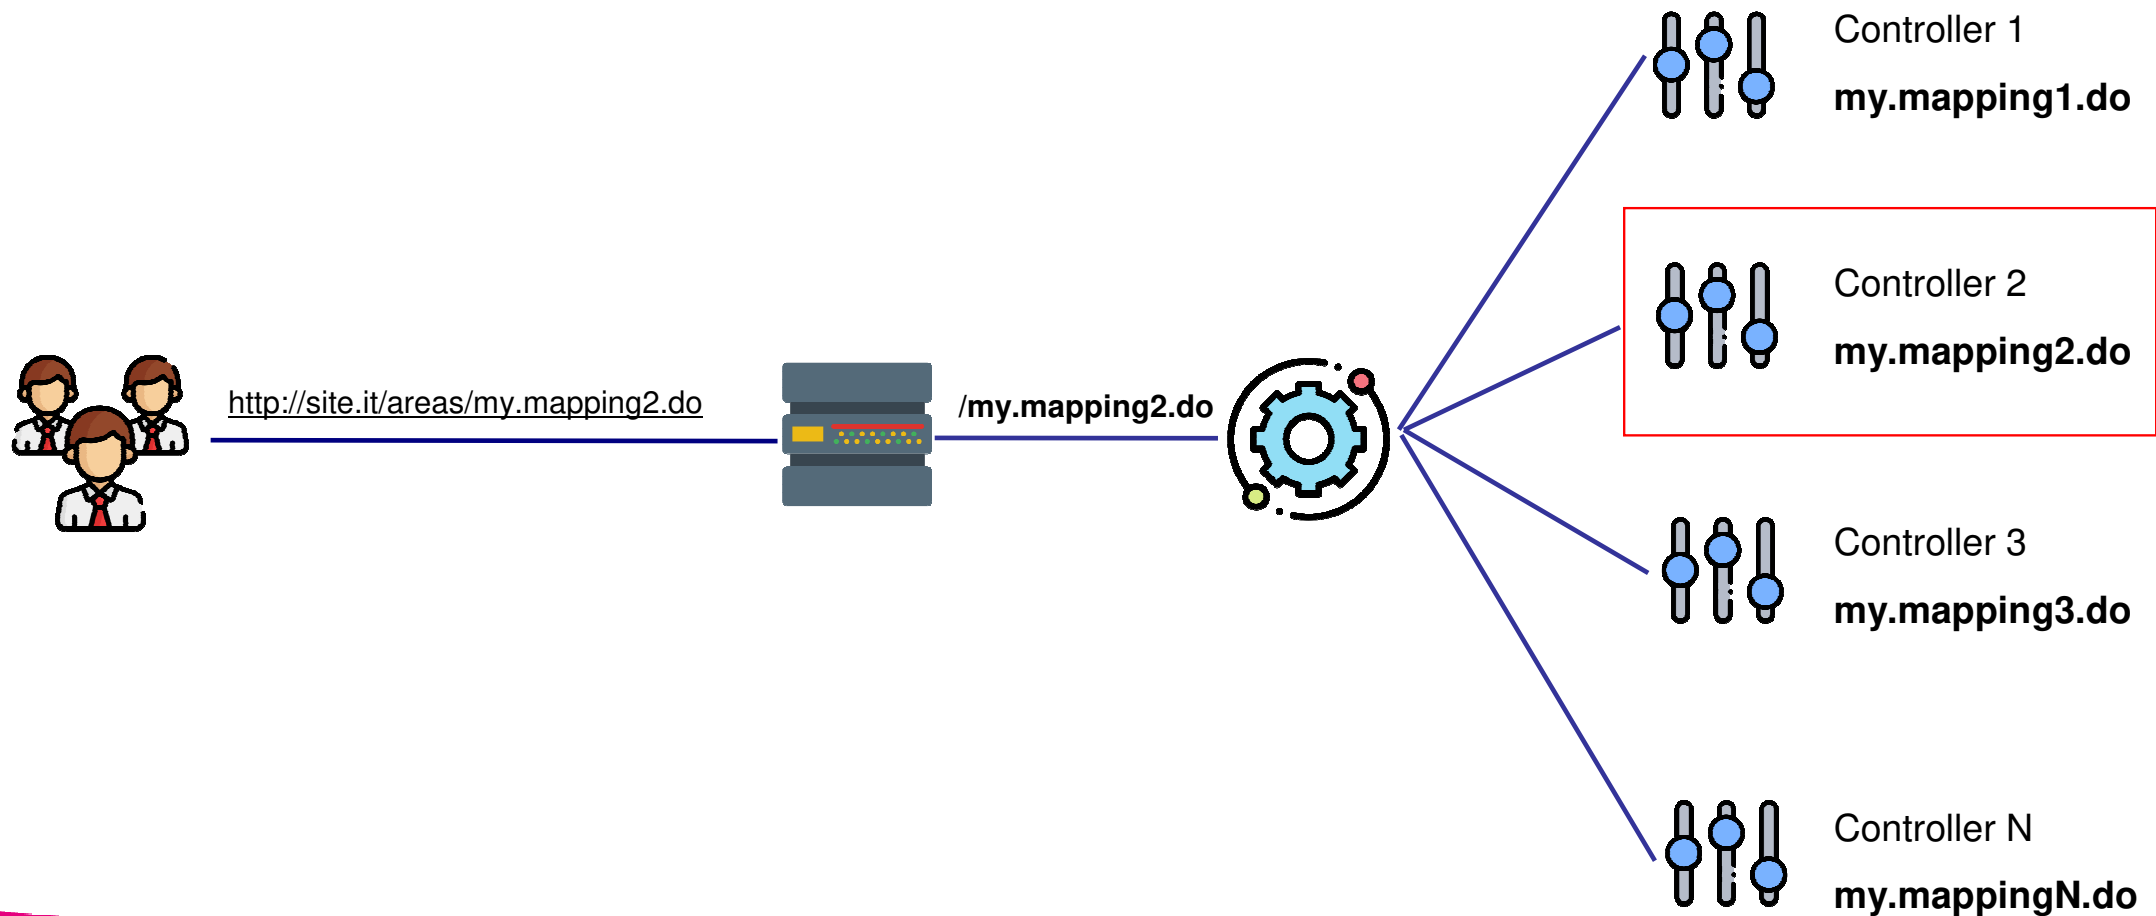 Controller 1
my.mapping1.do
Controller 2
my.mapping2.do
http://site.it/areas/my.mapping2.do
/my.mapping2.do
Controller 3
my.mapping3.do
Controller N
my.mappingN.do